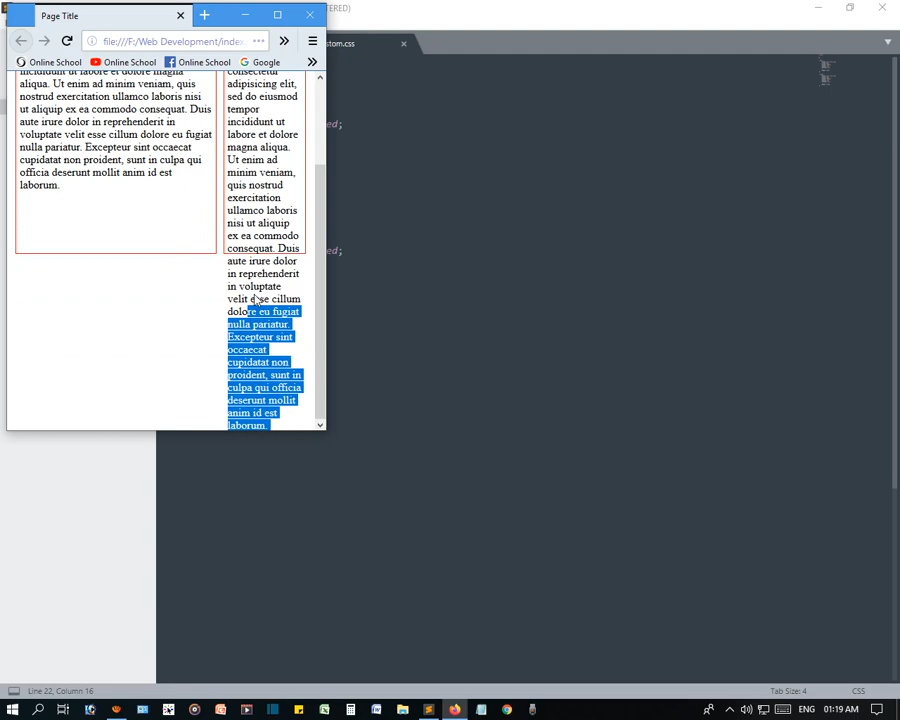 Page Title
file:///F:/Web Development/index.
Online School
Online School
Online School
Google
incididunt ut labore et dolore magna
aliqua. Ut enim ad minim veniam, quis
nostrud exercitation ullamco laboris nisi
ut aliquip ex ea commodo consequat. Duis
aute irure dolor in reprehenderit in
voluptate velit esse cillum dolore eu fugiat
nulla pariatur. Excepteur sint occaecat
cupidatat non proident, sunt in culpa qui
officia deserunt mollit anim id est
laborum.
consectetur
adipisicing elit,
sed do eiusmod
tempor
incididunt ut
labore et dolore
magna aliqua.
Ut enim ad
minim veniam,
quis nostrud
exercitation
ullamco laboris
nisi ut aliquip
ex ea commodo
consequat. Duis
aute irure dolor
in reprehenderit
in voluptate
velit esse cillum
dolore eu fugiat
nulla pariatur.
Excepteur sint
occaecat
cupidatat non
proident, sunt in
culpa qui officia
deserunt mollit
anim id est
laborum.
TERED)
tom.css
ed;
ed;
Line 22, Column 16
Tab Size: 4
CSS
ENG
01:19 AM